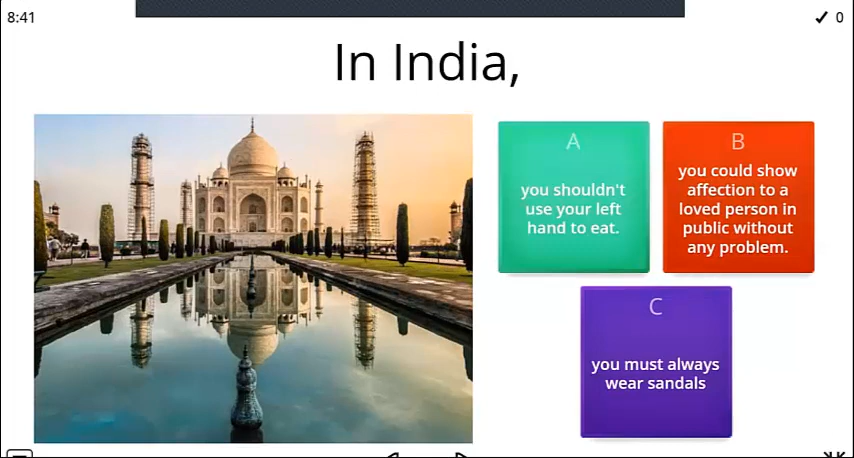 8:41
✓ 0
In India,
A
you shouldn't
use your left
hand to eat.
B
you could show
affection to a
loved person in
public without
any problem.
C
you must always
wear sandals